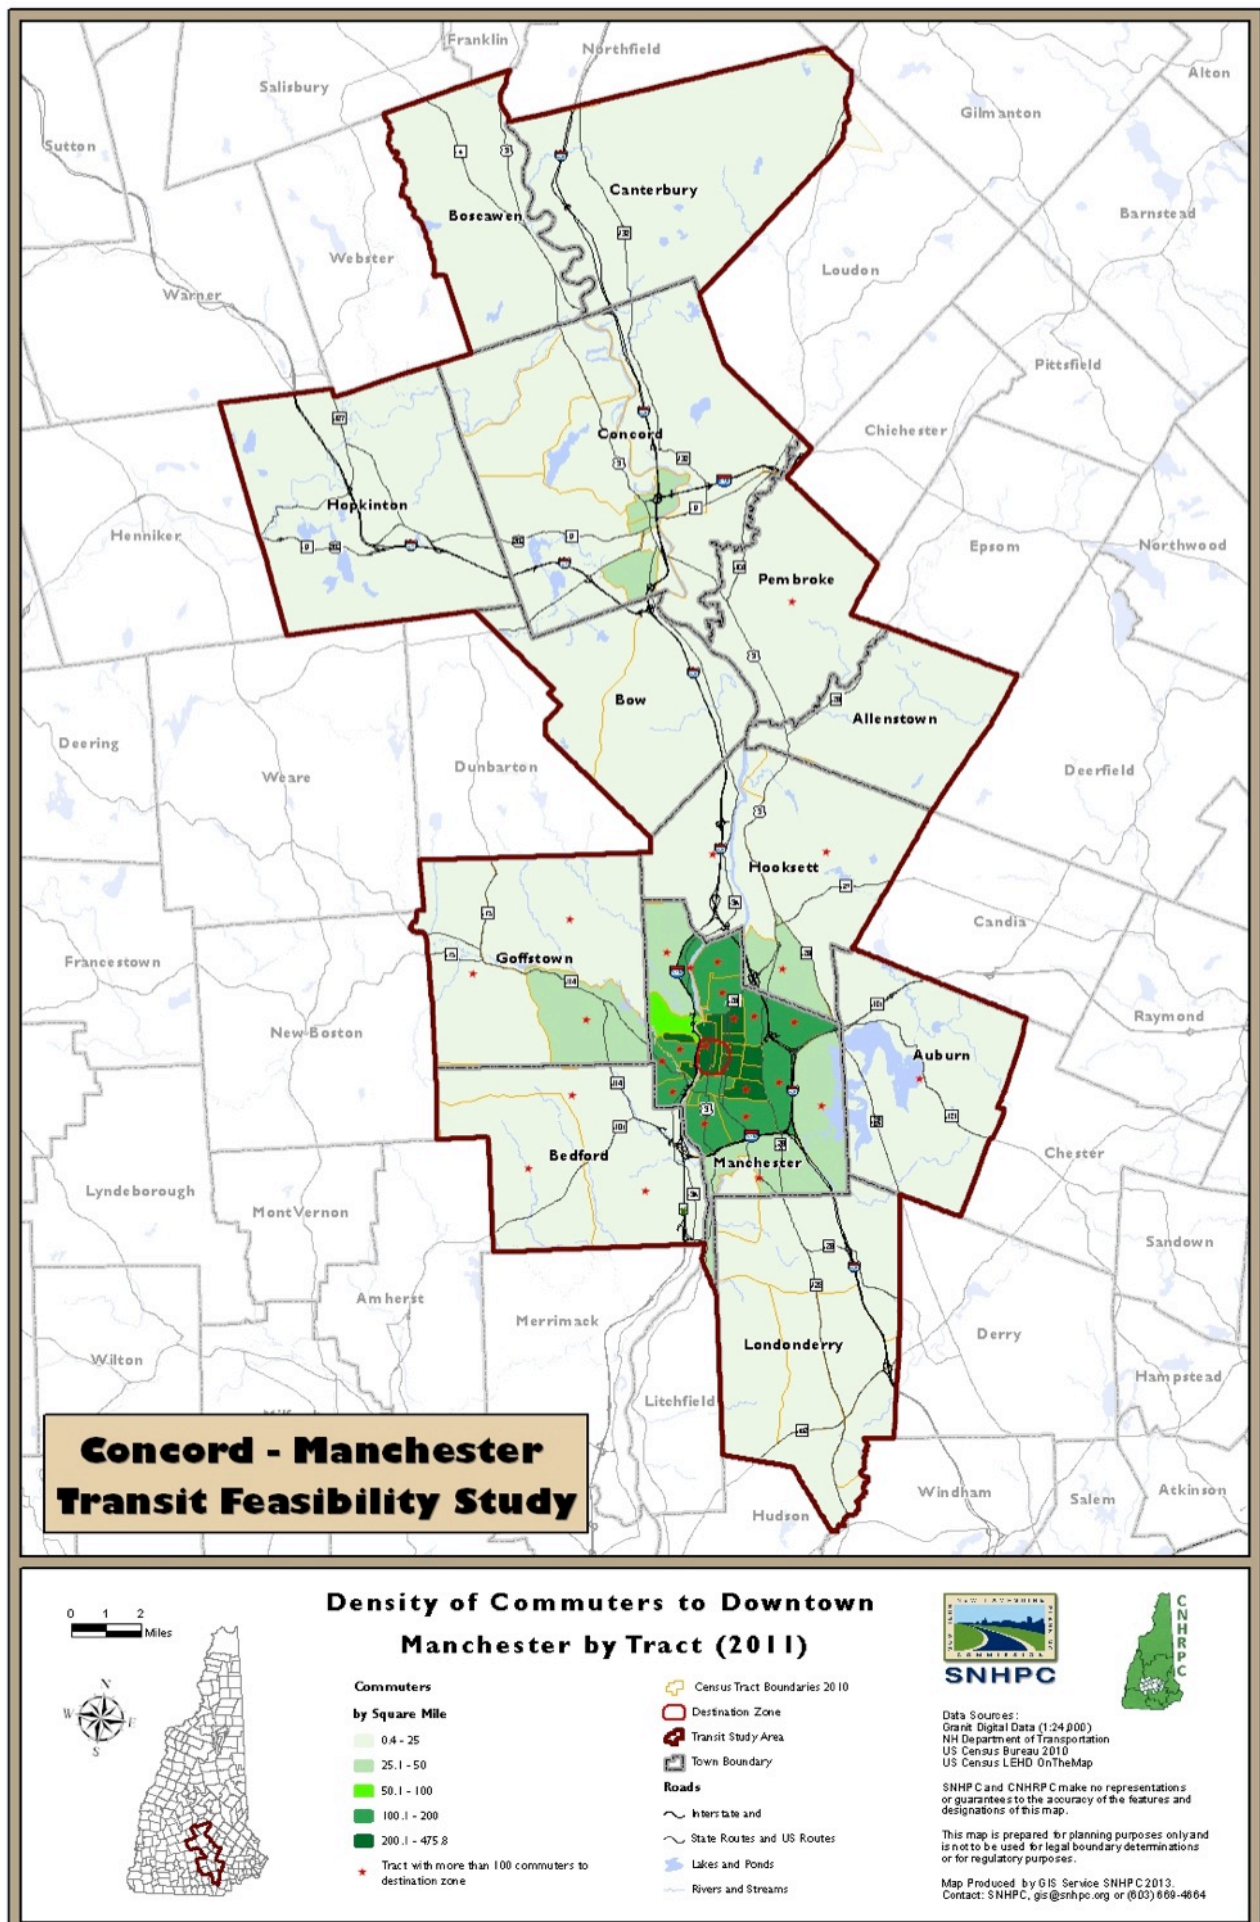 Franklin
Northfield
Salisbury
Alton
Gilmanton
Sutton
Canterbury
Boscawen
Barnstead
Webster
Loudon
Warner
Pittsfield
Chichester
Concord
Hopkinton
Henniker
Epsom
Northwood
Pembroke
Bow
Allenstown
Deering
Weare
Dunbarton
Deerfield
Hooksett
Candia
Goffstown
Francestown
New Boston
Raymond
Auburn
Bedford
Manchester
Chester
Lyndeborough
Mont Vernon
Sandown
Amherst
Merrimack
Derry
Londonderry
Wilton
Hampstead
Litchfield
Windham
Salem
Atkinson
Hudson
Concord - Manchester
Transit Feasibility Study
0 1 2
Miles
N
W E
S
Density of Commuters to Downtown
Manchester by Tract (2011)
Commuters
by Square Mile
0.4 - 25
25.1 - 50
50.1 - 100
100.1 - 200
200.1 - 475.8
Tract with more than 100 commuters to
destination zone
Census Tract Boundaries 2010
Destination Zone
Transit Study Area
Town Boundary
Roads
Interstate and
State Routes and US Routes
Lakes and Ponds
Rivers and Streams
SNHPC
CNHRPC
Data Sources:
Granit Digital Data (1:24,000)
NH Department of Transportation
US Census Bureau 2010
US Census LEHD OnTheMap
SNHPC and CNHRPC make no representations
or guarantees to the accuracy of the features and
designations of this map.
This map is prepared for planning purposes only and
is not to be used for legal boundary determinations
or for regulatory purposes.
Map Produced by GIS Service SNHPC 2013.
Contact: SNHPC, gis@snhpc.org or (603) 669-4664